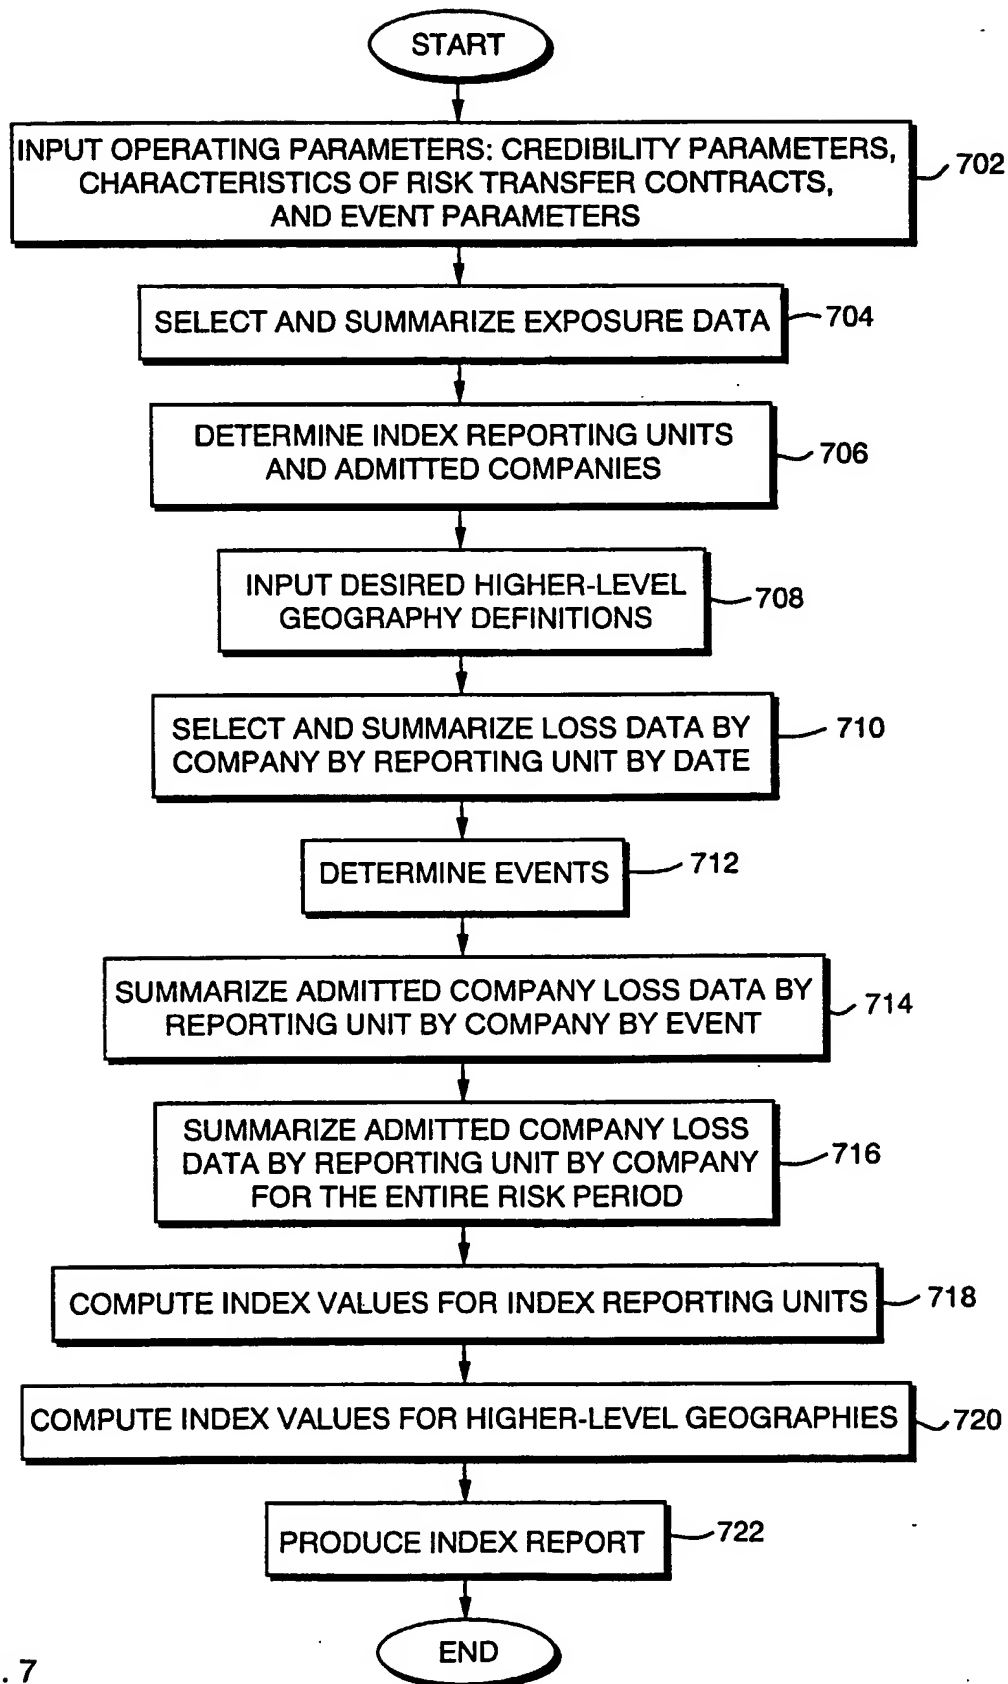 START
INPUT OPERATING PARAMETERS: CREDIBILITY PARAMETERS,
CHARACTERISTICS OF RISK TRANSFER CONTRACTS,
AND EVENT PARAMETERS
702
SELECT AND SUMMARIZE EXPOSURE DATA
704
DETERMINE INDEX REPORTING UNITS
AND ADMITTED COMPANIES
706
INPUT DESIRED HIGHER-LEVEL
GEOGRAPHY DEFINITIONS
708
SELECT AND SUMMARIZE LOSS DATA BY
COMPANY BY REPORTING UNIT BY DATE
710
DETERMINE EVENTS
712
SUMMARIZE ADMITTED COMPANY LOSS DATA BY
REPORTING UNIT BY COMPANY BY EVENT
714
SUMMARIZE ADMITTED COMPANY LOSS
DATA BY REPORTING UNIT BY COMPANY
FOR THE ENTIRE RISK PERIOD
716
COMPUTE INDEX VALUES FOR INDEX REPORTING UNITS
718
COMPUTE INDEX VALUES FOR HIGHER-LEVEL GEOGRAPHIES
720
PRODUCE INDEX REPORT
722
END
. 7